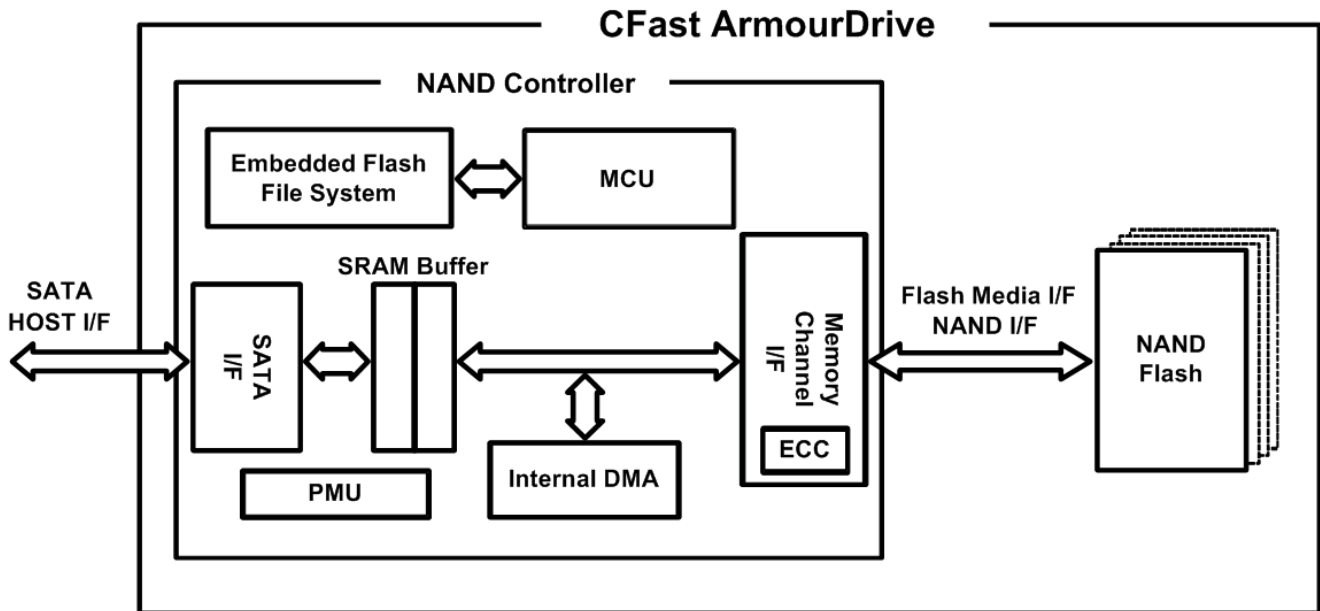 CFast ArmourDrive
NAND Controller
Embedded Flash
File System
MCU
SRAM Buffer
SATA
HOST I/F
SATA
I/F
Memory
Channel
I/F
ECC
Flash Media I/F
NAND I/F
NAND
Flash
PMU
Internal DMA